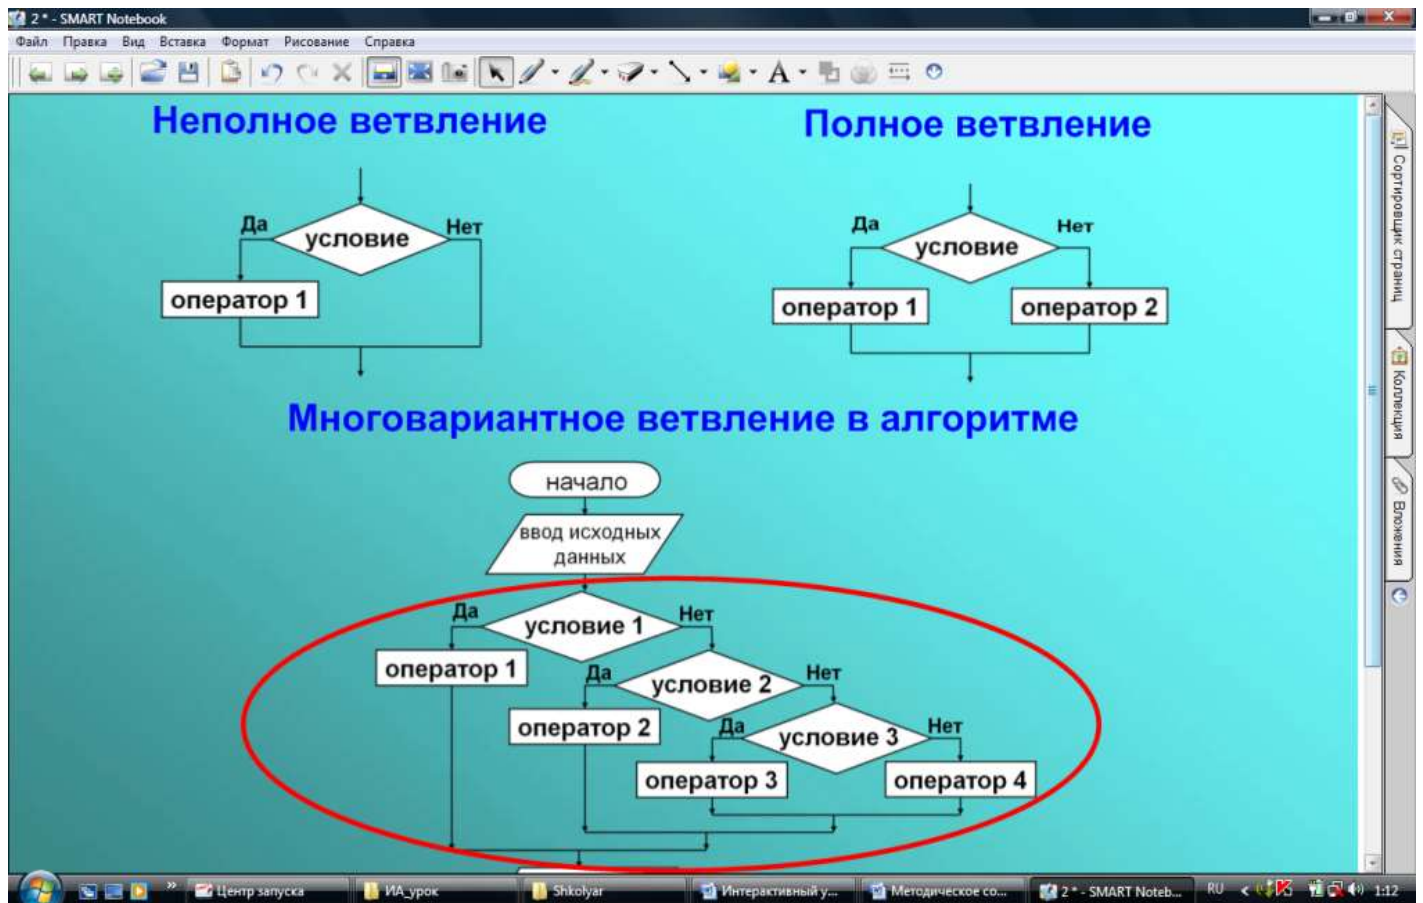 2 * - SMART Notebook
Файл Правка Вид Вставка Формат Рисование Справка
Неполное ветвление
Полное ветвление
Да
Нет
условие
оператор 1
Да
Нет
условие
оператор 1
оператор 2
Многовариантное ветвление в алгоритме
начало
ввод исходных
данных
Да
Нет
условие 1
оператор 1
Да
Нет
условие 2
оператор 2
Да
Нет
условие 3
оператор 3
оператор 4
Сортировщик страниц
Коллекция
Вложения
Центр запуска
ИА_урок
Shkolyar
Интерактивный у...
Методическое со...
2 * - SMART Noteb...
RU
1:12